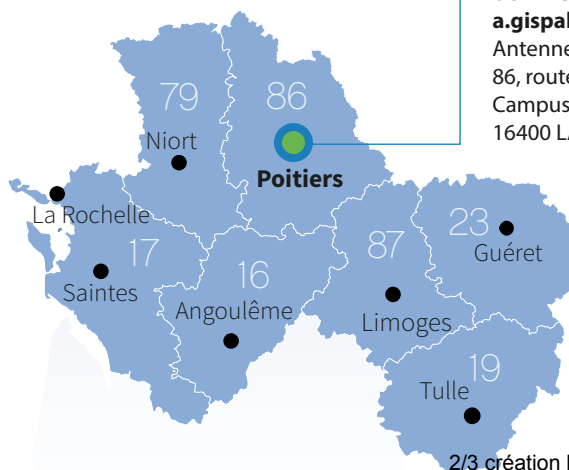 a.gispal
Antenne
86, route
Campus
16400 L
79
86
Niort
Poitiers
La Rochelle
17
Saintes
16
Angoulême
87
Limoges
23
Guéret
19
Tulle
2/3 création